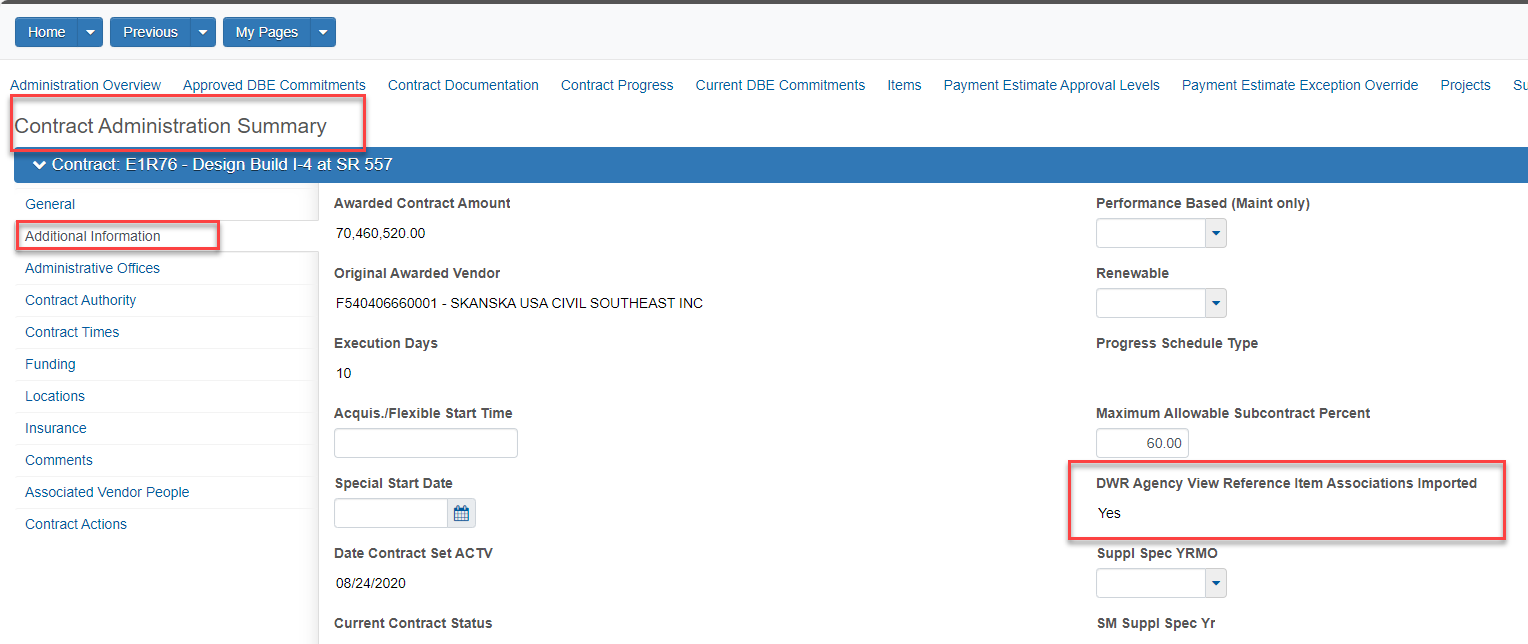 Home
Previous
My Pages
Administration Overview Approved DBE Commitments Contract Documentation Contract Progress Current DBE Commitments Items Payment Estimate Approval Levels Payment Estimate Exception Override Projects Su
Contract Administration Summary
Contract: E1R76 - Design Build I-4 at SR 557
General
Additional Information
Administrative Offices
Contract Authority
Contract Times
Funding
Locations
Insurance
Comments
Associated Vendor People
Contract Actions
Awarded Contract Amount
70,460,520.00
Original Awarded Vendor
F540406660001 - SKANSKA USA CIVIL SOUTHEAST INC
Execution Days
10
Acquis./Flexible Start Time
Special Start Date
Date Contract Set ACTV
08/24/2020
Current Contract Status
Performance Based (Maint only)
Renewable
Progress Schedule Type
Maximum Allowable Subcontract Percent
60.00
DWR Agency View Reference Item Associations Imported
Yes
Suppl Spec YRMO
SM Suppl Spec Yr